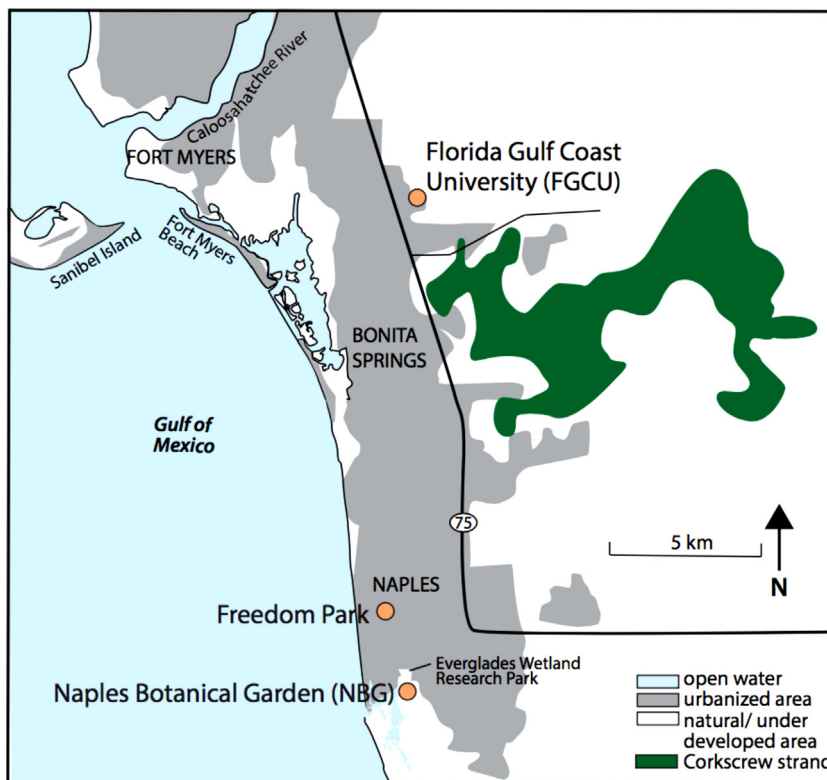 Caloosahatchee River
FORT MYERS
Florida Gulf Coast
University (FGCU)
Sanibel Island
Fort Myers
Beach
BONITA
SPRINGS
Gulf of
Mexico
75
5 km
N
NAPLES
Freedom Park
Everglades Wetland
Research Park
Naples Botanical Garden (NBG)
open water
urbanized area
natural/ under
developed area
Corkscrew strand